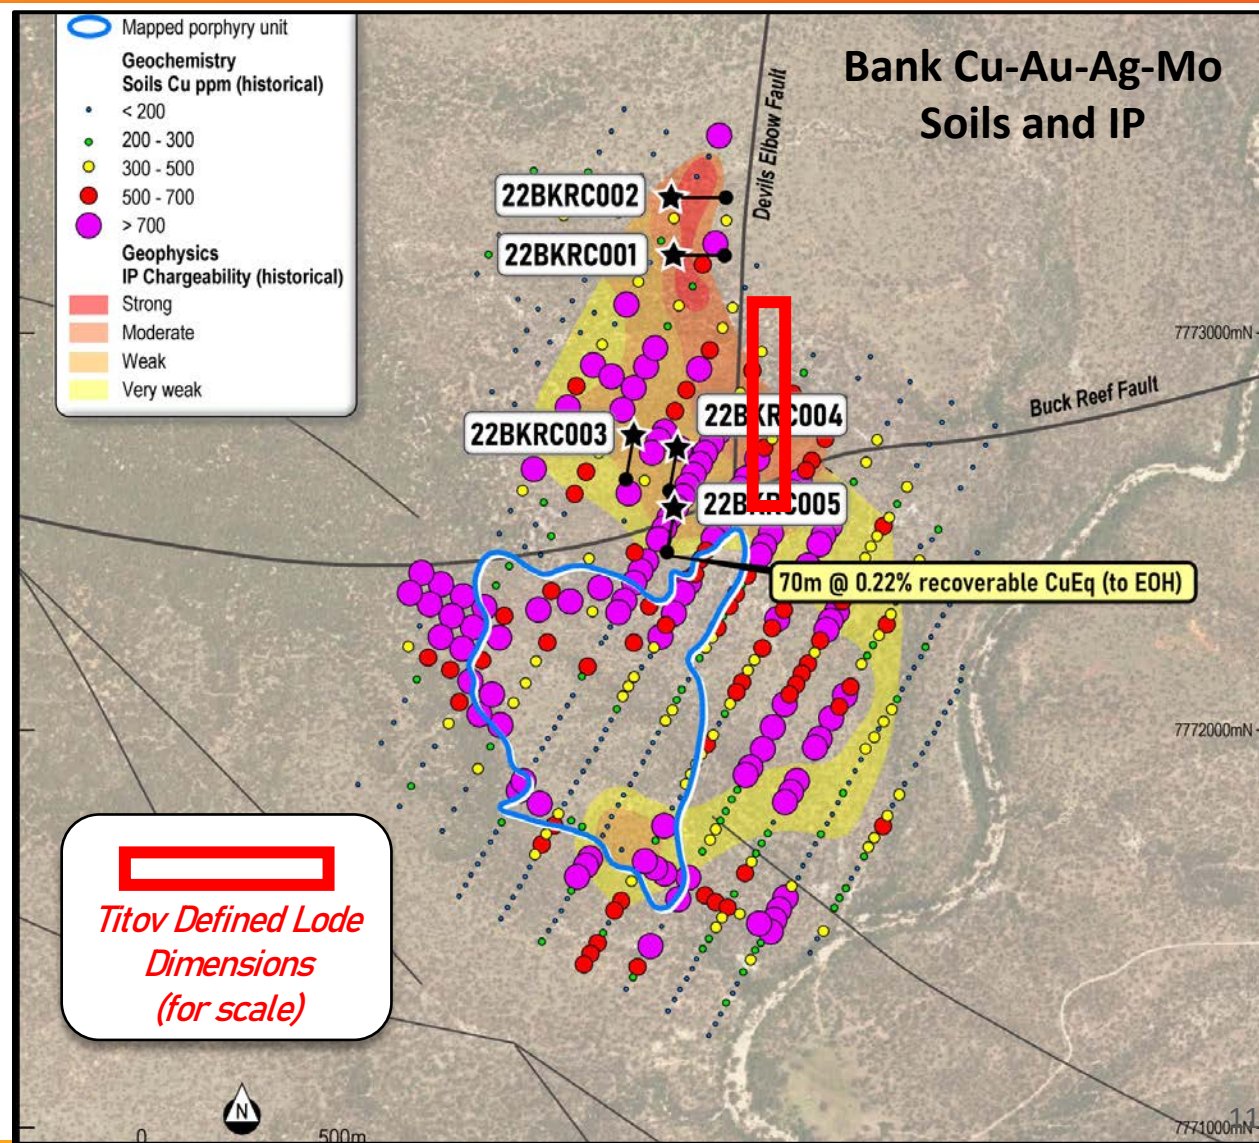 Mapped porphyry unit
Geochemistry
Soils Cu ppm (historical)
< 200
200 - 300
300 - 500
500 - 700
> 700
Geophysics
IP Chargeability (historical)
Strong
Moderate
Weak
Very weak
Bank Cu-Au-Ag-Mo
Soils and IP
Devils Elbow Fault
22BKRC002
22BKRC001
7773000mN
Buck Reef Fault
22BKRC003
22BKRC004
22BKRC005
70m @ 0.22% recoverable CuEq (to EOH)
7772000mN
Titov Defined Lode
Dimensions
(for scale)
N
0
500m
7771000mN
11